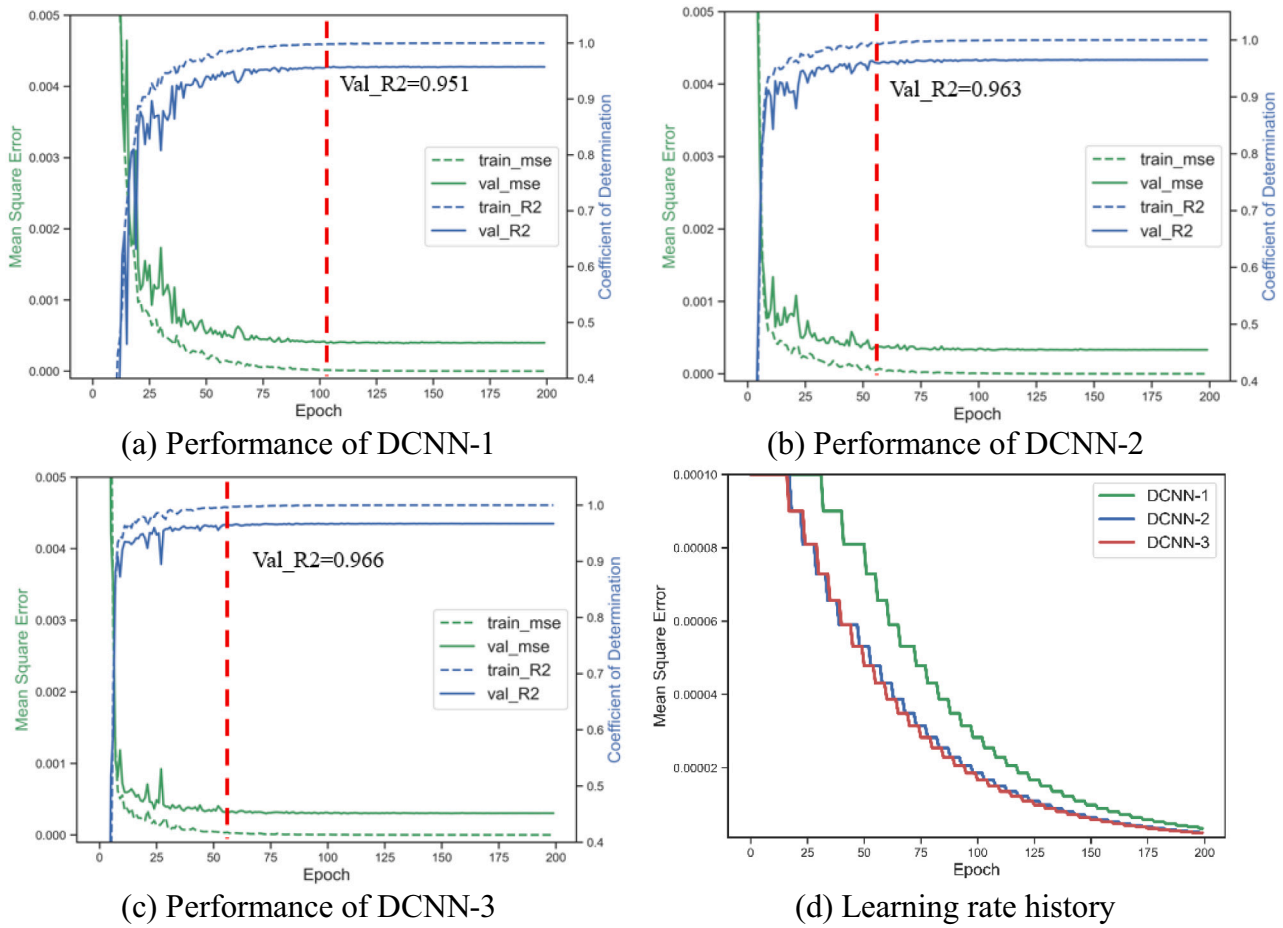 0.005
0.004
0.003
0.002
0.001
0.000
Mean Square Error
1.0
0.9
0.8
0.7
0.6
0.5
0.4
Coefficient of Determination
Val_R2=0.951
train_mse
val_mse
train_R2
val_R2
0 25 50 75 100 125 150 175 200
Epoch
(a) Performance of DCNN-1
0.005
0.004
0.003
0.002
0.001
0.000
Mean Square Error
1.0
0.9
0.8
0.7
0.6
0.5
0.4
Coefficient of Determination
Val_R2=0.963
train_mse
val_mse
train_R2
val_R2
0 25 50 75 100 125 150 175 200
Epoch
(b) Performance of DCNN-2
0.005
0.004
0.003
0.002
0.001
0.000
Mean Square Error
1.0
0.9
0.8
0.7
0.6
0.5
0.4
Coefficient of Determination
Val_R2=0.966
train_mse
val_mse
train_R2
val_R2
0 25 50 75 100 125 150 175 200
Epoch
(c) Performance of DCNN-3
0.00010
0.00008
0.00006
0.00004
0.00002
Mean Square Error
DCNN-1
DCNN-2
DCNN-3
0 25 50 75 100 125 150 175 200
Epoch
(d) Learning rate history